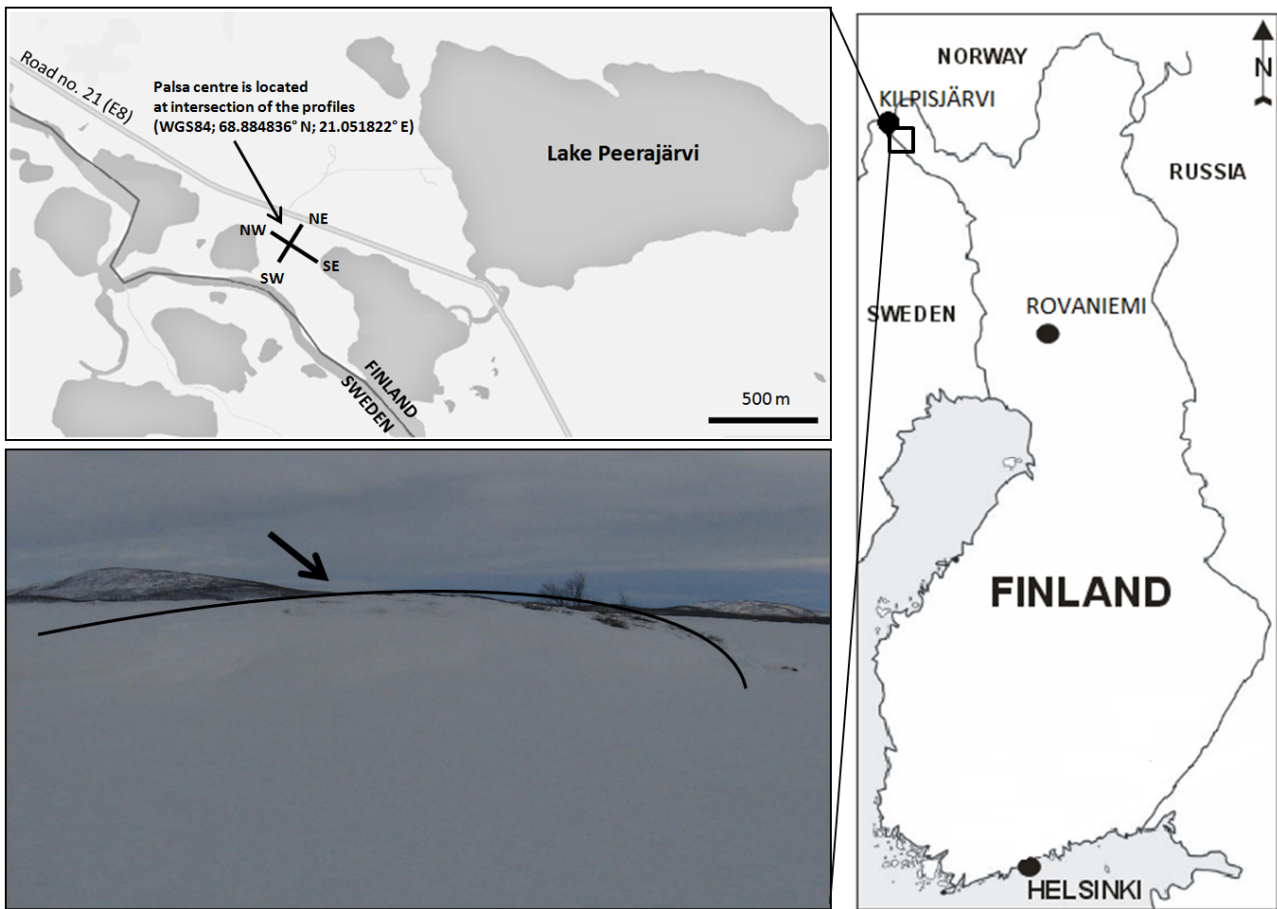 Road no. 21 (E8)
Palsa centre is located
at intersection of the profiles
(WGS84; 68.884836° N; 21.051822° E)
Lake Peerajärvi
NW
NE
SW
SE
FINLAND
SWEDEN
500 m
NORWAY
N
KILPISJÄRVI
RUSSIA
SWEDEN
ROVANIEMI
FINLAND
HELSINKI